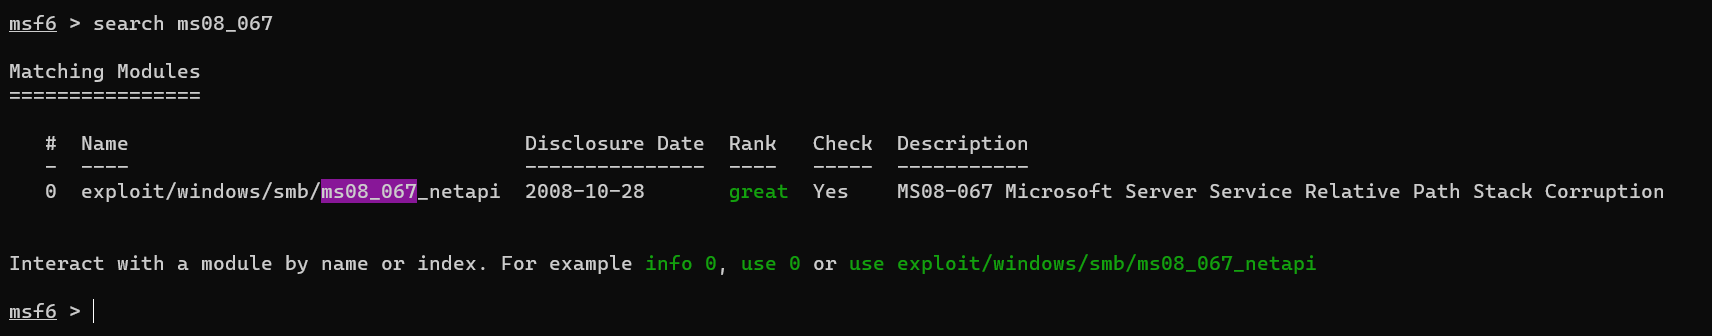 msf6 > search ms08_067
Matching Modules
================
#  Name                                 Disclosure Date  Rank   Check  Description
-  ----                                 ---------------  ----   -----  -----------
0  exploit/windows/smb/ms08_067_netapi  2008-10-28       great  Yes    MS08-067 Microsoft Server Service Relative Path Stack Corruption
Interact with a module by name or index. For example info 0, use 0 or use exploit/windows/smb/ms08_067_netapi
msf6 >